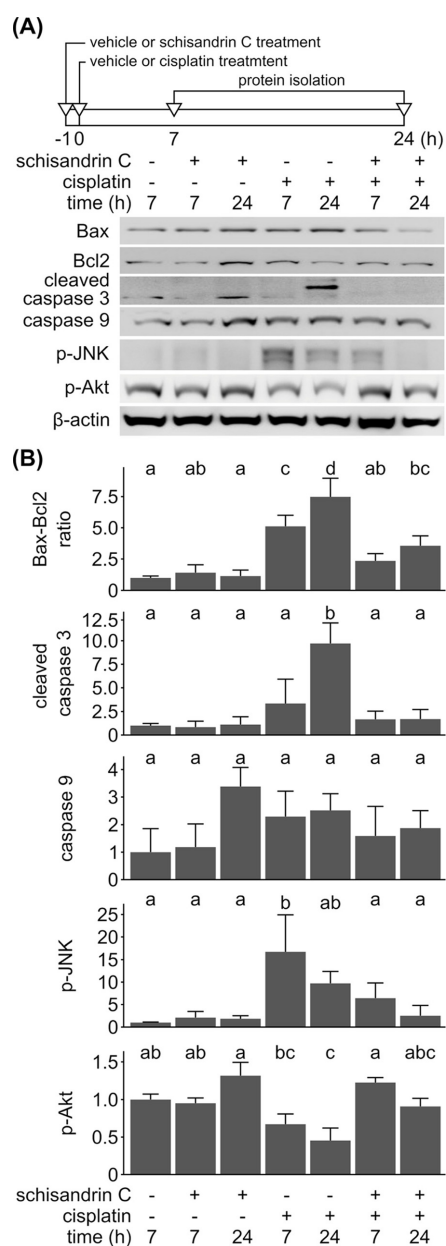 (A)
vehicle or schisandrin C treatment
vehicle or cisplatin treatmtent
protein isolation
-1 0 7 24 (h)
schisandrin C - + + - - + +
cisplatin - - - + + + +
time (h) 7 7 24 7 24 7 24
Bax
Bcl2
cleaved
caspase 3
caspase 9
p-JNK
p-Akt
β-actin
(B)
a ab a c d ab bc
Bax-Bcl2
ratio
7.5
5.0
2.5
0
a a a a b a a
cleaved
caspase 3
12.5
10.0
7.5
5.0
2.5
0
a a a a a a a
caspase 9
4
3
2
1
0
a a a b ab a a
p-JNK
25
20
15
10
5
0
ab ab a bc c a abc
p-Akt
1.5
1.0
0.5
0
schisandrin C - + + - - + +
cisplatin - - - + + + +
time (h) 7 7 24 7 24 7 24